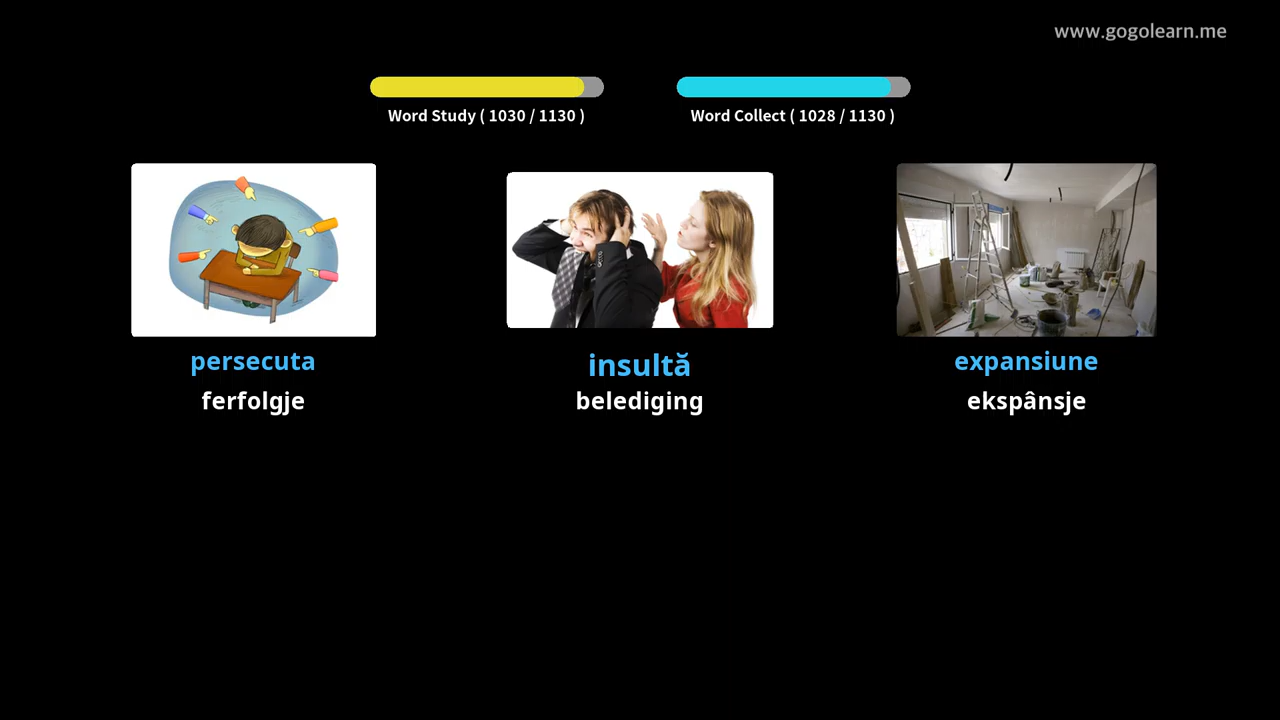 www.gogolearn.me
Word Study ( 1030 / 1130 )
Word Collect ( 1028 / 1130 )
persecuta
ferfolgje
insultă
belediging
expansiune
ekspânsje